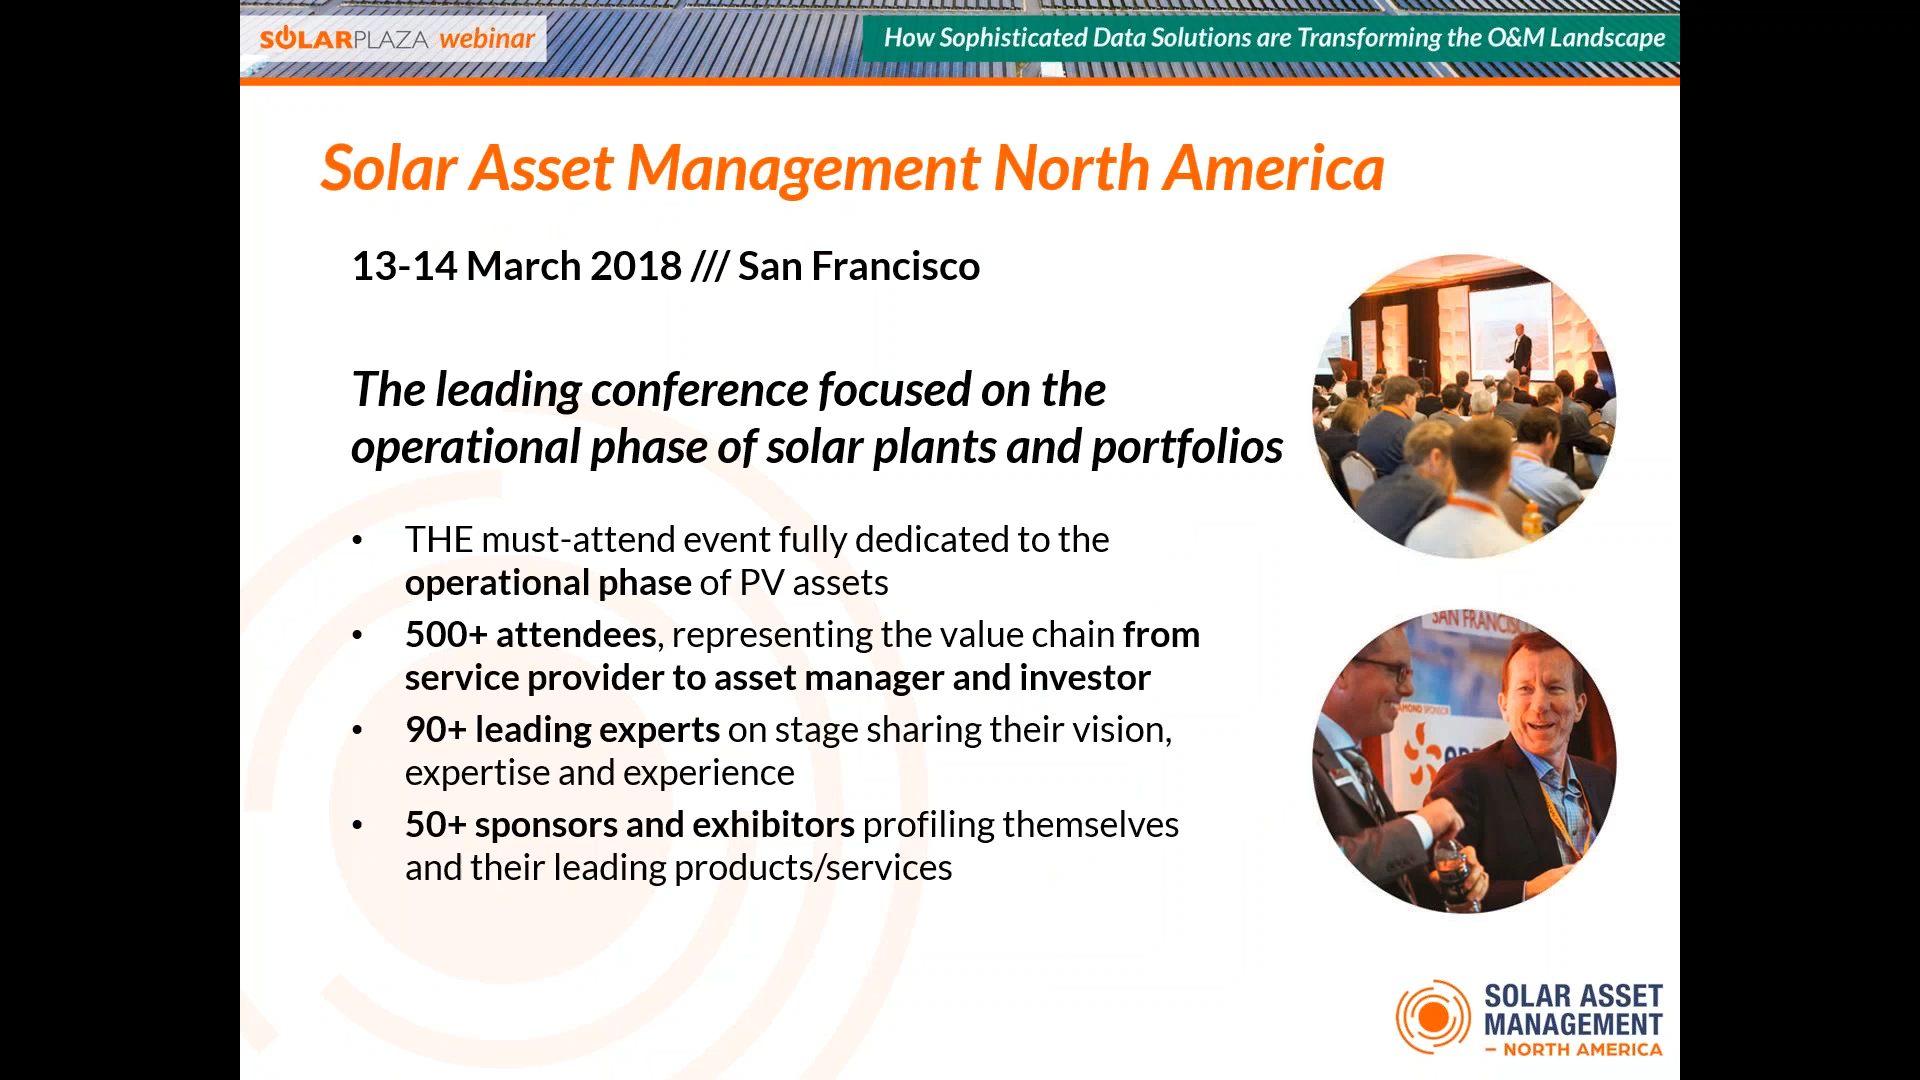 SOLARPLAZA webinar
How Sophisticated Data Solutions are Transforming the O&M Landscape
Solar Asset Management North America
13-14 March 2018 /// San Francisco
The leading conference focused on the
operational phase of solar plants and portfolios
• THE must-attend event fully dedicated to the
operational phase of PV assets
• 500+ attendees, representing the value chain from
service provider to asset manager and investor
• 90+ leading experts on stage sharing their vision,
expertise and experience
• 50+ sponsors and exhibitors profiling themselves
and their leading products/services
SAN FRANCISCO
SPONSOR
SOLAR ASSET
MANAGEMENT
– NORTH AMERICA